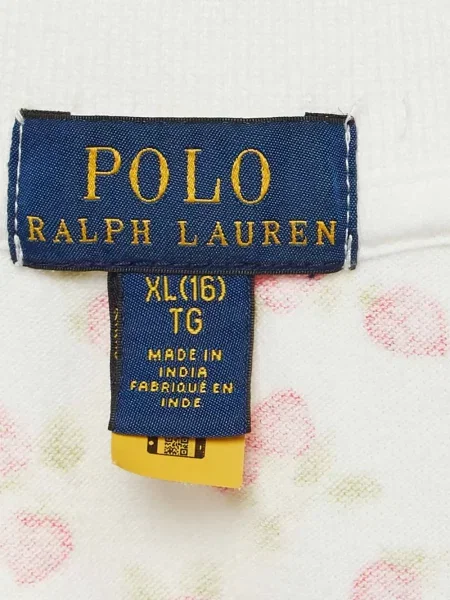 POLO
RALPH LAUREN
XL(16)
TG
MADE IN
INDIA
FABRIQUÉ EN
INDE